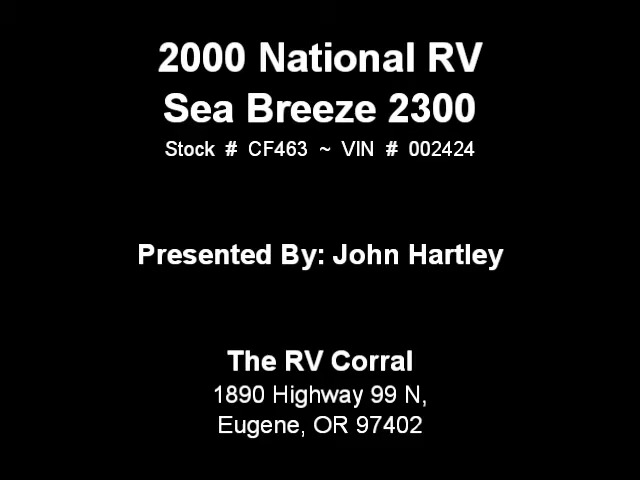 2000 National RV
Sea Breeze 2300
Stock # CF463 ~ VIN # 002424
Presented By: John Hartley
The RV Corral
1890 Highway 99 N,
Eugene, OR 97402